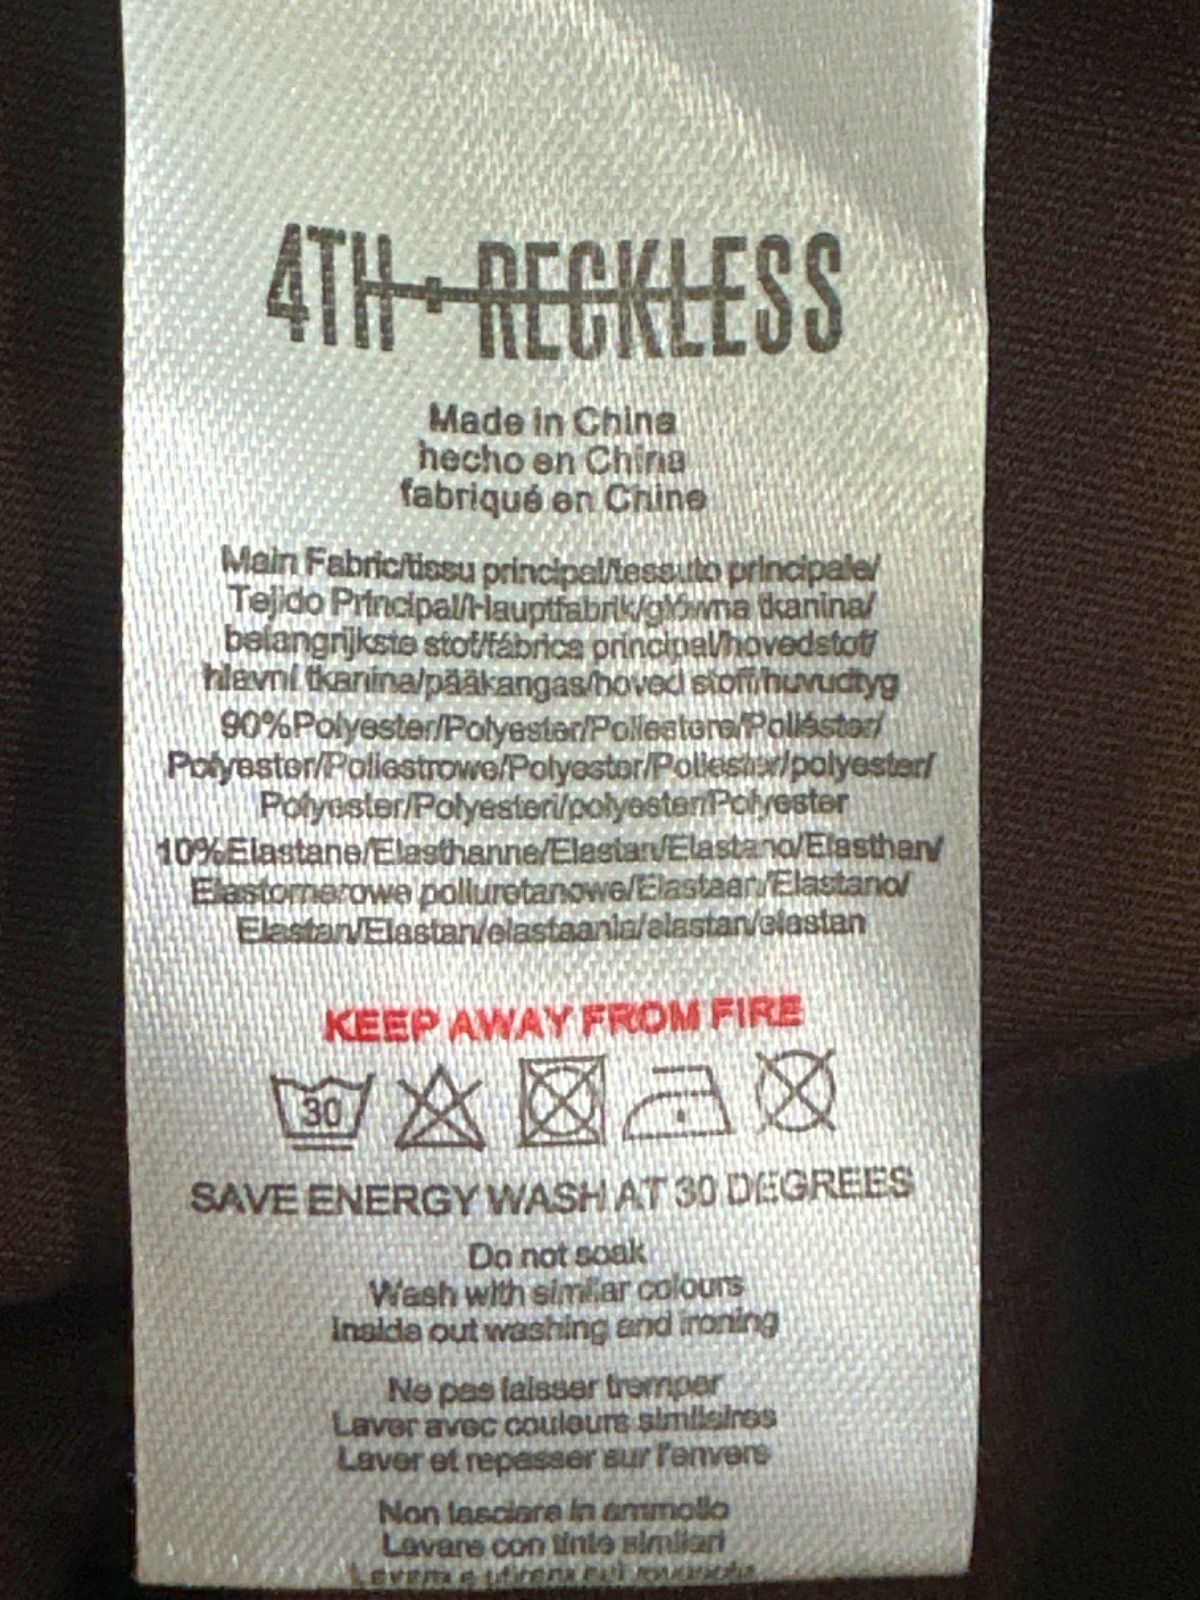 4TH + RECKLESS
Made in China
hecho en China
fabriqué en Chine
Main Fabric/tissu principal/tessuto principale/
Tejido Principal/Hauptfabrik/główna tkanina/
belangrijkste stof/fábrica principal/hovedstof/
hlavní tkanina/pääkangas/hoved stoff/huvudtyg
90%Polyester/Polyester/Poliestere/Poliéster/
Polyester/Poliestrowe/Polyester/Poliester/polyester/
Polyester/Polyesteri/polyester/Polyester
10%Elastane/Elasthanne/Elastan/Elastano/Elasthan/
Elastomerowe poliuretanowe/Elastaan/Elastano/
Elastan/Elastan/elastaania/elastan/elastan
KEEP AWAY FROM FIRE
30
SAVE ENERGY WASH AT 30 DEGREES
Do not soak
Wash with similar colours
Inside out washing and ironing
Ne pas laisser tremper
Laver avec couleurs similaires
Laver et repasser sur l'envers
Non lasciare in ammollo
Lavare con tinte similari